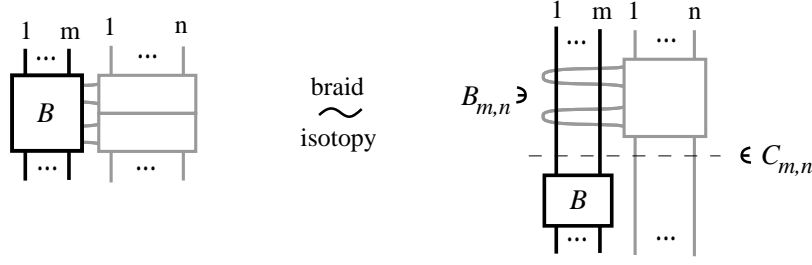 1 m 1 n
... ...
B
... ...
braid
isotopy
1 m 1 n
... ...
B_{m,n} ∍
∊ C_{m,n}
B
... ...